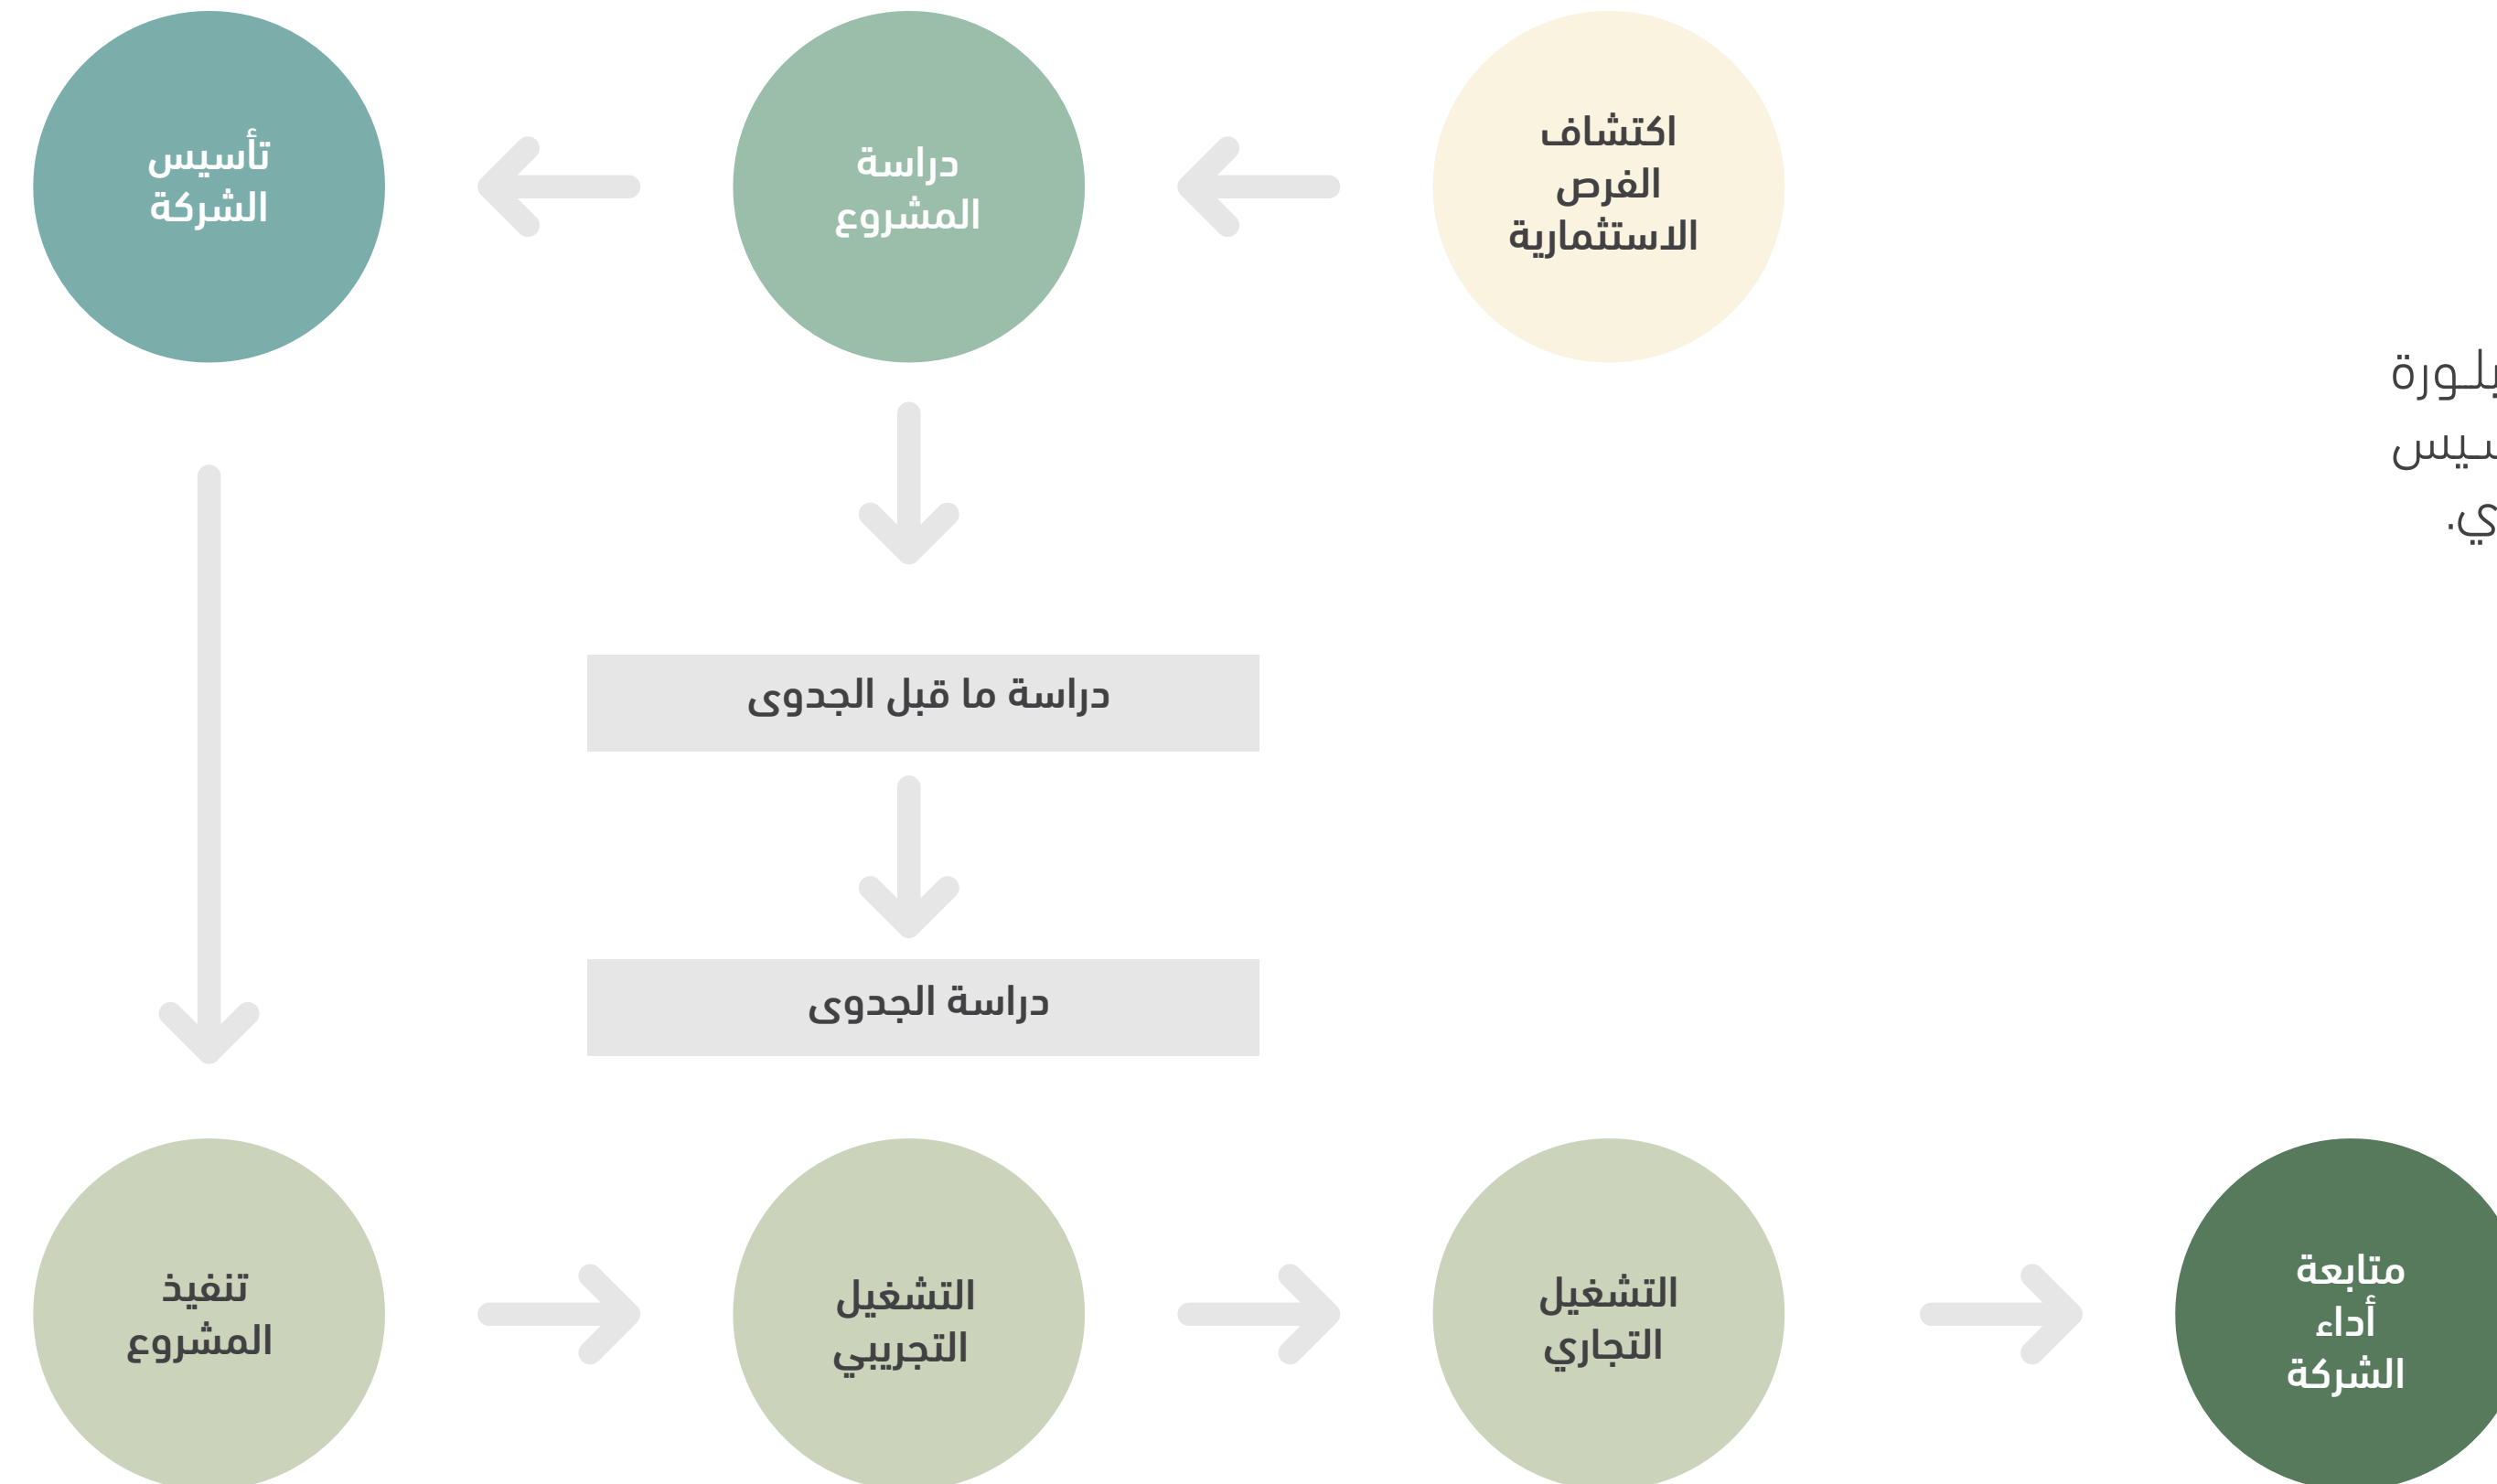 اكتشاف
الفرص
الاستثمارية
دراسة
المشروع
تأسيس
الشركة
دراسة ما قبل الجدوى
دراسة الجدوى
تنفيذ
المشروع
التشغيل
التجريبي
التشغيل
التجاري
متابعة
أداء
الشركة